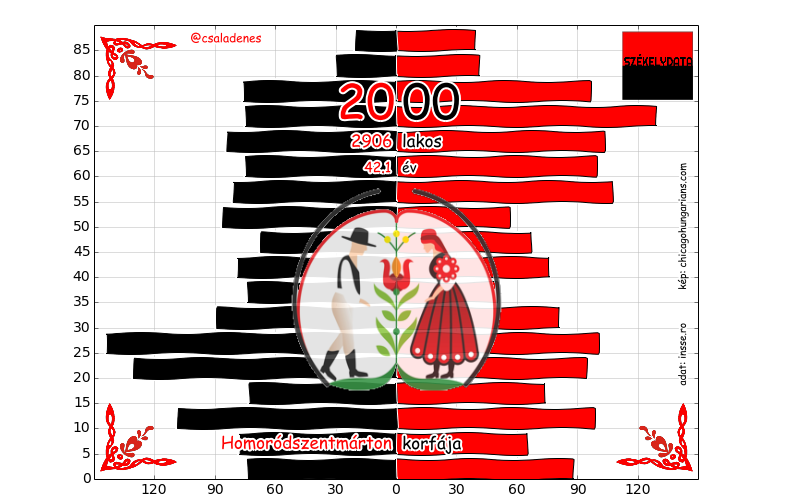 @csaladenes
SZÉKELYDATA
2000
2906 lakos
42.1 év
Homoródszentmárton korfája
kép: chicagohungarians.com
adat: insse.ro
85
80
75
70
65
60
55
50
45
40
35
30
25
20
15
10
5
0
120 90 60 30 0 30 60 90 120